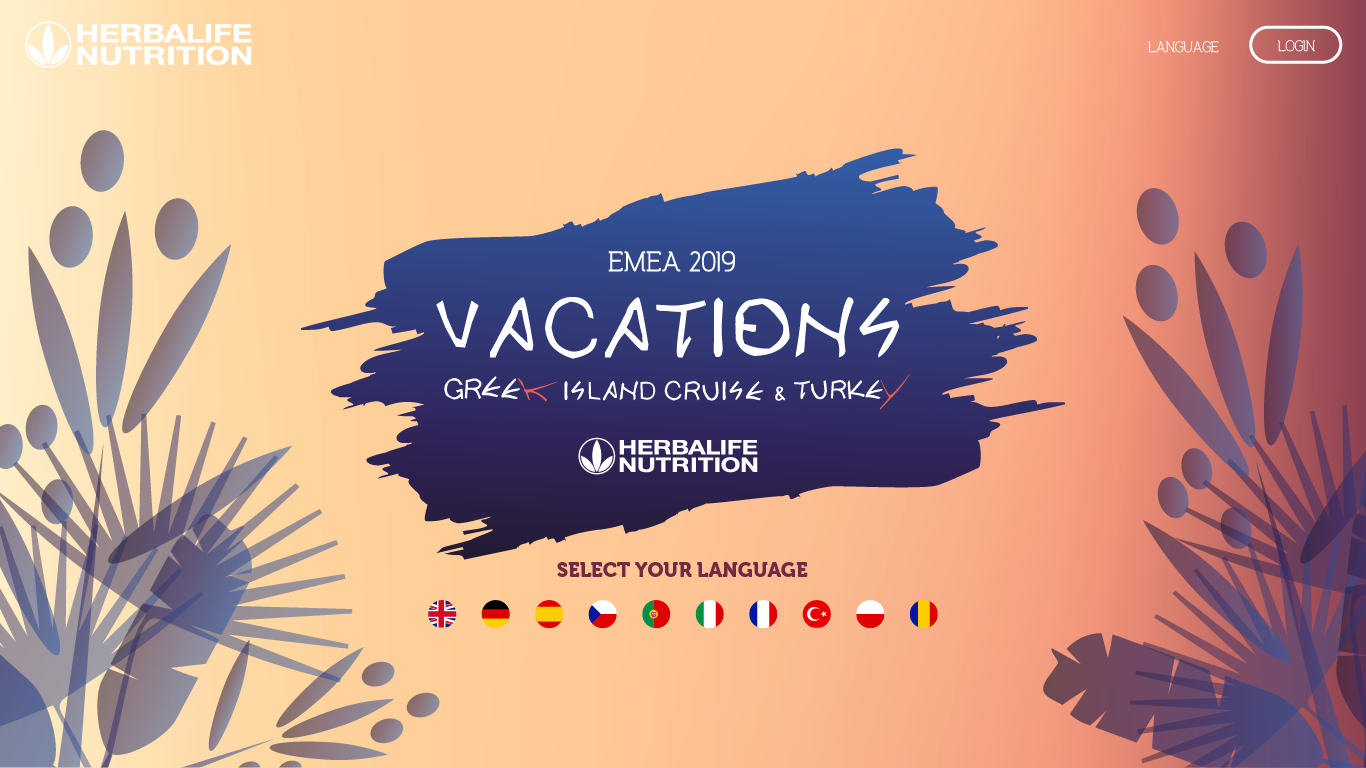 HERBALIFE
NUTRITION
LANGUAGE
LOGIN
EMEA 2019
VACATIONS
GREEK ISLAND CRUISE & TURKEY
HERBALIFE
NUTRITION
SELECT YOUR LANGUAGE